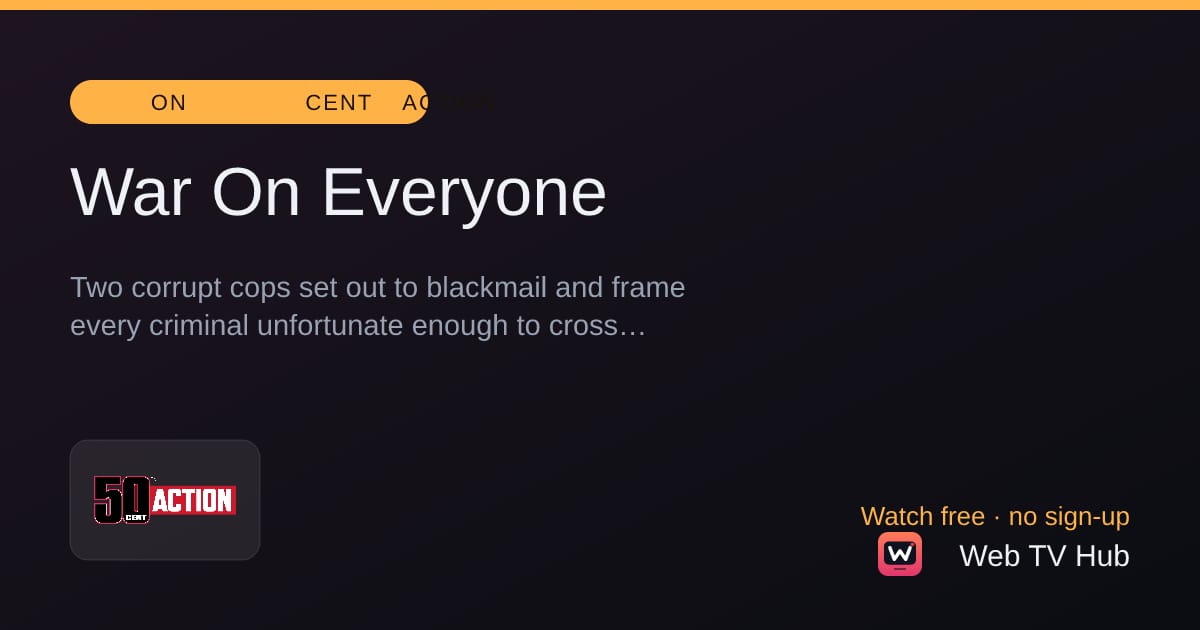 ON CENT ACTION
War On Everyone
Two corrupt cops set out to blackmail and frame
every criminal unfortunate enough to cross…
50 CENT ACTION
Watch free · no sign-up
W
Web TV Hub